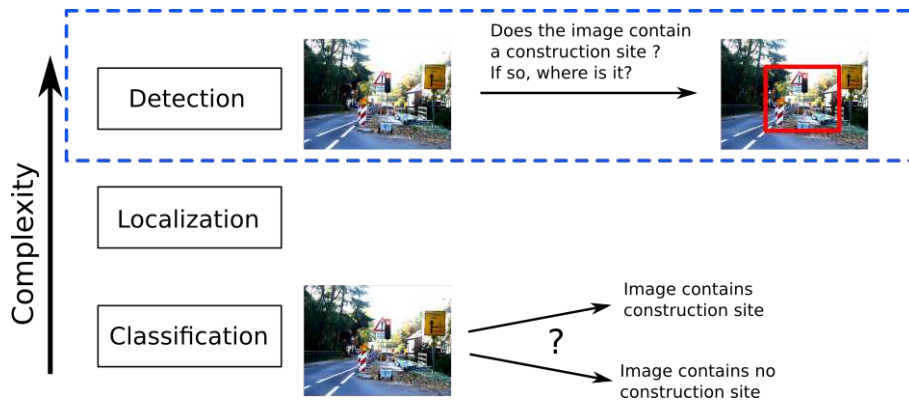 Does the image contain
a construction site ?
If so, where is it?
Detection
Localization
Complexity
Classification
Image contains
construction site
?
Image contains no
construction site